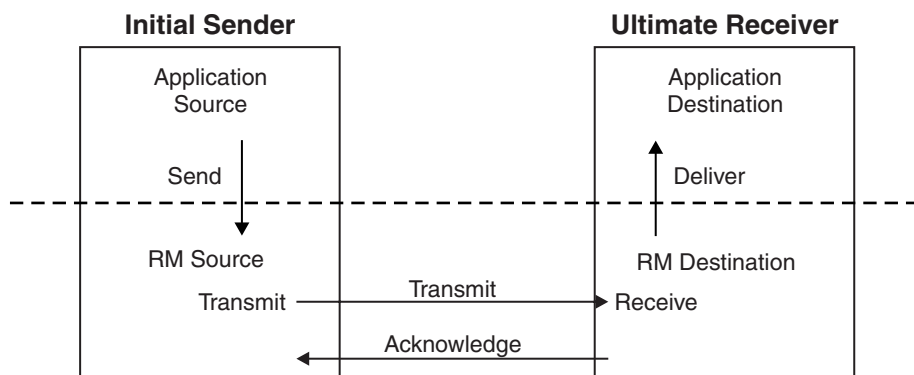 Initial Sender
Ultimate Receiver
Application
Source
Application
Destination
Send
Deliver
RM Source
RM Destination
Transmit
Transmit
Receive
Acknowledge